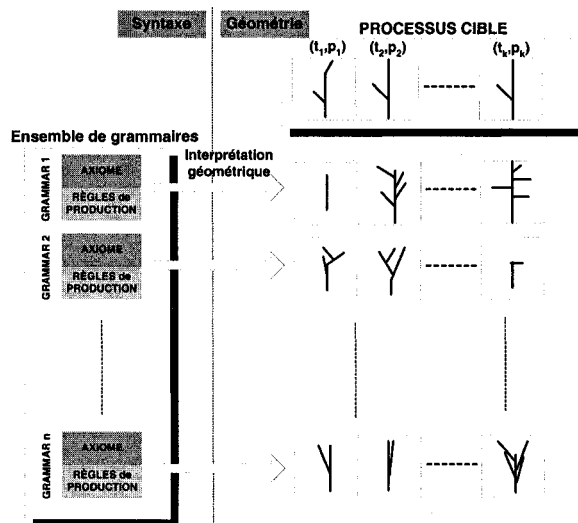 Syntaxe
Géométrie
PROCESSUS CIBLE
(t1,p1)
(t2,p2)
(tk,pk)
Ensemble de grammaires
Interprétation
géométrique
GRAMMAR 1
AXIOME
RÈGLES de
PRODUCTION
GRAMMAR 2
AXIOME
RÈGLES de
PRODUCTION
GRAMMAR n
AXIOME
RÈGLES de
PRODUCTION